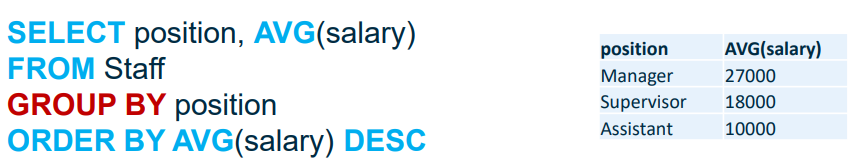 SELECT position, AVG(salary)
FROM Staff
GROUP BY position
ORDER BY AVG(salary) DESC
position AVG(salary)
Manager 27000
Supervisor 18000
Assistant 10000